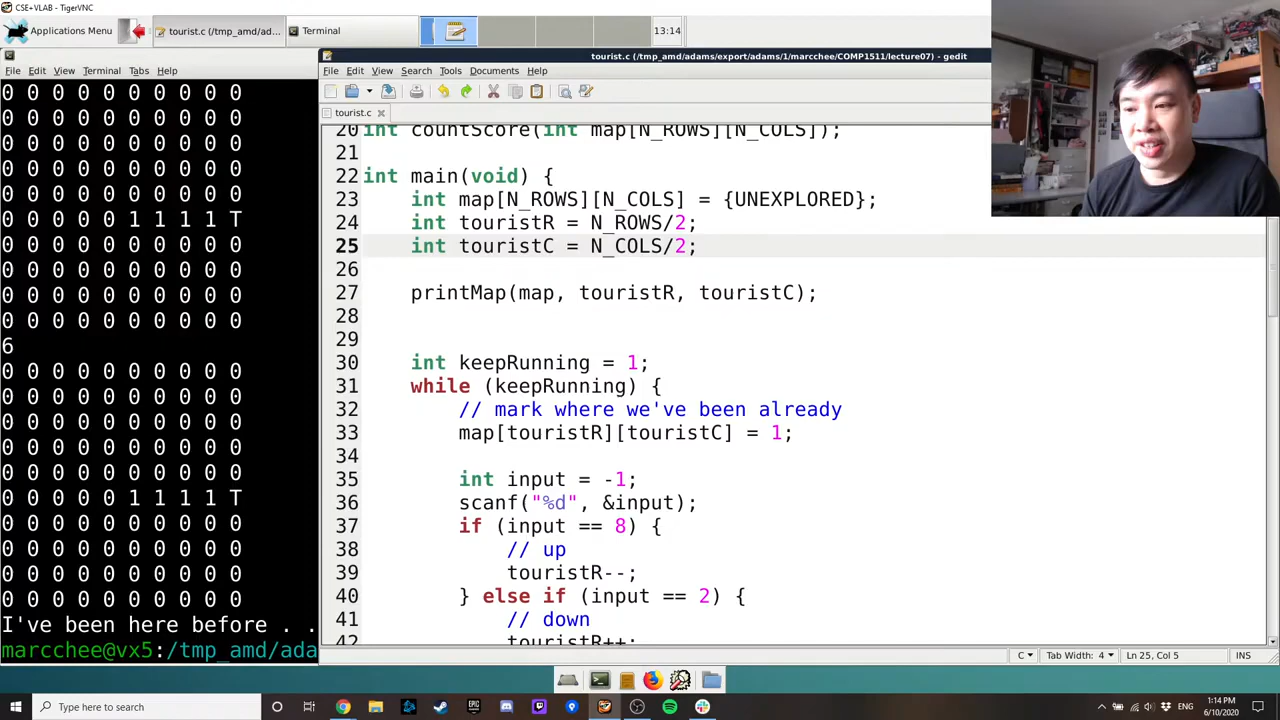 CSE+VLAB - TigerVNC
Applications Menu
tourist.c (/tmp_amd/ad...
Terminal
13:14
File Edit View Terminal Tabs Help
0 0 0 0 0 0 0 0 0 0
0 0 0 0 0 0 0 0 0 0
0 0 0 0 0 0 0 0 0 0
0 0 0 0 0 0 0 0 0 0
0 0 0 0 0 0 0 0 0 0
0 0 0 0 0 1 1 1 1 T
0 0 0 0 0 0 0 0 0 0
0 0 0 0 0 0 0 0 0 0
0 0 0 0 0 0 0 0 0 0
0 0 0 0 0 0 0 0 0 0
6
0 0 0 0 0 0 0 0 0 0
0 0 0 0 0 0 0 0 0 0
0 0 0 0 0 0 0 0 0 0
0 0 0 0 0 0 0 0 0 0
0 0 0 0 0 0 0 0 0 0
0 0 0 0 0 1 1 1 1 T
0 0 0 0 0 0 0 0 0 0
0 0 0 0 0 0 0 0 0 0
0 0 0 0 0 0 0 0 0 0
0 0 0 0 0 0 0 0 0 0
I've been here before . .
marcchee@vx5:/tmp_amd/ada
tourist.c (/tmp_amd/adams/export/adams/1/marcchee/COMP1511/lecture07) - gedit
File Edit View Search Tools Documents Help
tourist.c
20 int countScore(int map[N_ROWS][N_COLS]);
21
22 int main(void) {
23 int map[N_ROWS][N_COLS] = {UNEXPLORED};
24 int touristR = N_ROWS/2;
25 int touristC = N_COLS/2;
26
27 printMap(map, touristR, touristC);
28
29
30 int keepRunning = 1;
31 while (keepRunning) {
32 // mark where we've been already
33 map[touristR][touristC] = 1;
34
35 int input = -1;
36 scanf("%d", &input);
37 if (input == 8) {
38 // up
39 touristR--;
40 } else if (input == 2) {
41 // down
42 touristR++;
C Tab Width: 4 Ln 25, Col 5 INS
Type here to search
ENG
1:14 PM
6/10/2020